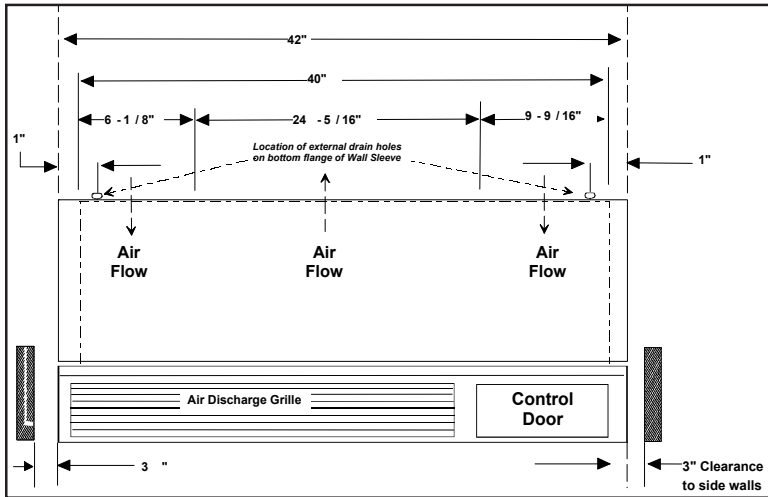 42"
40"
6 - 1 / 8"
24 - 5 / 16"
9 - 9 / 16"
1"
Location of external drain holes
on bottom flange of Wall Sleeve
1"
Air
Flow
Air
Flow
Air
Flow
Air Discharge Grille
Control
Door
3 "
3" Clearance
to side walls